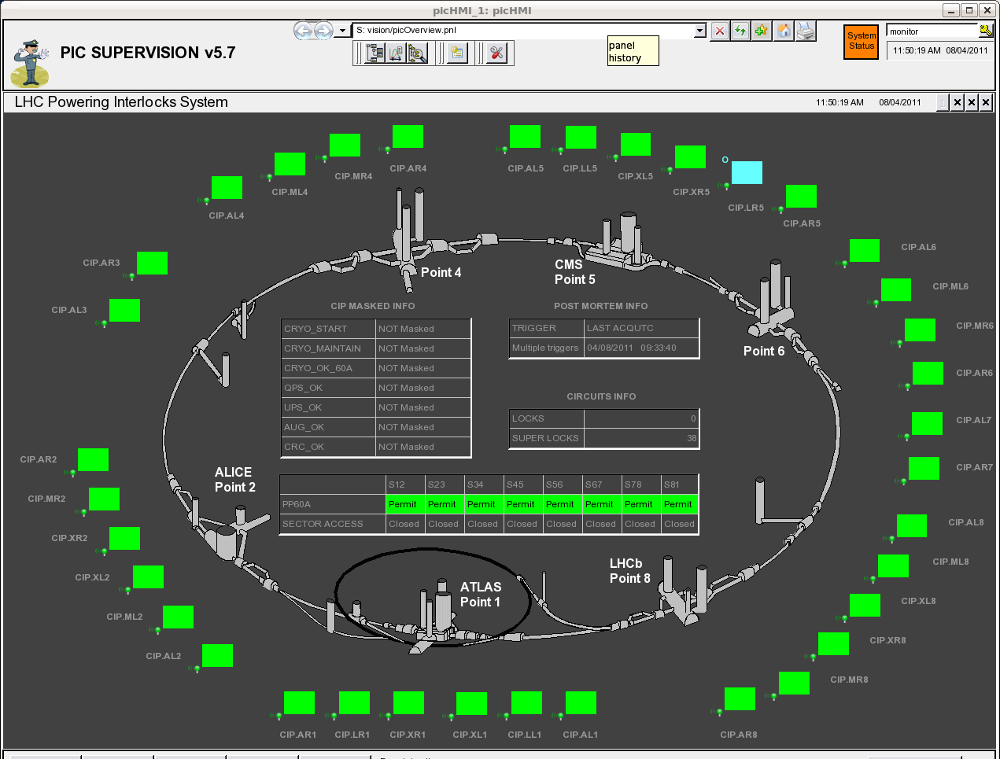 picHMI_1: picHMI
S: vision/picOverview.pnl
PIC SUPERVISION v5.7
panel
history
System
Status
monitor
11:50:19 AM 08/04/2011
LHC Powering Interlocks System
11:50:19 AM 08/04/2011
CIP.AR4
CIP.MR4
CIP.ML4
CIP.AL4
CIP.AL5
CIP.LL5
CIP.XL5
CIP.XR5
O
CIP.LR5
CIP.AR5
CIP.AR3
CIP.AL3
CIP.AL6
CIP.ML6
CIP.MR6
CIP.AR6
CIP.AL7
CIP.AR7
CIP.AL8
CIP.ML8
CIP.XL8
CIP.XR8
CIP.MR8
CIP.AR8
Point 4
CMS
Point 5
Point 6
CIP MASKED INFO
CRYO_START NOT Masked
CRYO_MAINTAIN NOT Masked
CRYO_OK_60A NOT Masked
QPS_OK NOT Masked
UPS_OK NOT Masked
AUG_OK NOT Masked
CRC_OK NOT Masked
POST MORTEM INFO
TRIGGER LAST ACQUTC
Multiple triggers 04/08/2011 09:33:40
CIRCUITS INFO
LOCKS 0
SUPER LOCKS 38
S12 S23 S34 S45 S56 S67 S78 S81
PP60A Permit Permit Permit Permit Permit Permit Permit Permit
SECTOR ACCESS Closed Closed Closed Closed Closed Closed Closed Closed
ALICE
Point 2
LHCb
Point 8
ATLAS
Point 1
CIP.AR2
CIP.MR2
CIP.XR2
CIP.XL2
CIP.ML2
CIP.AL2
CIP.AR1
CIP.LR1
CIP.XR1
CIP.XL1
CIP.LL1
CIP.AL1